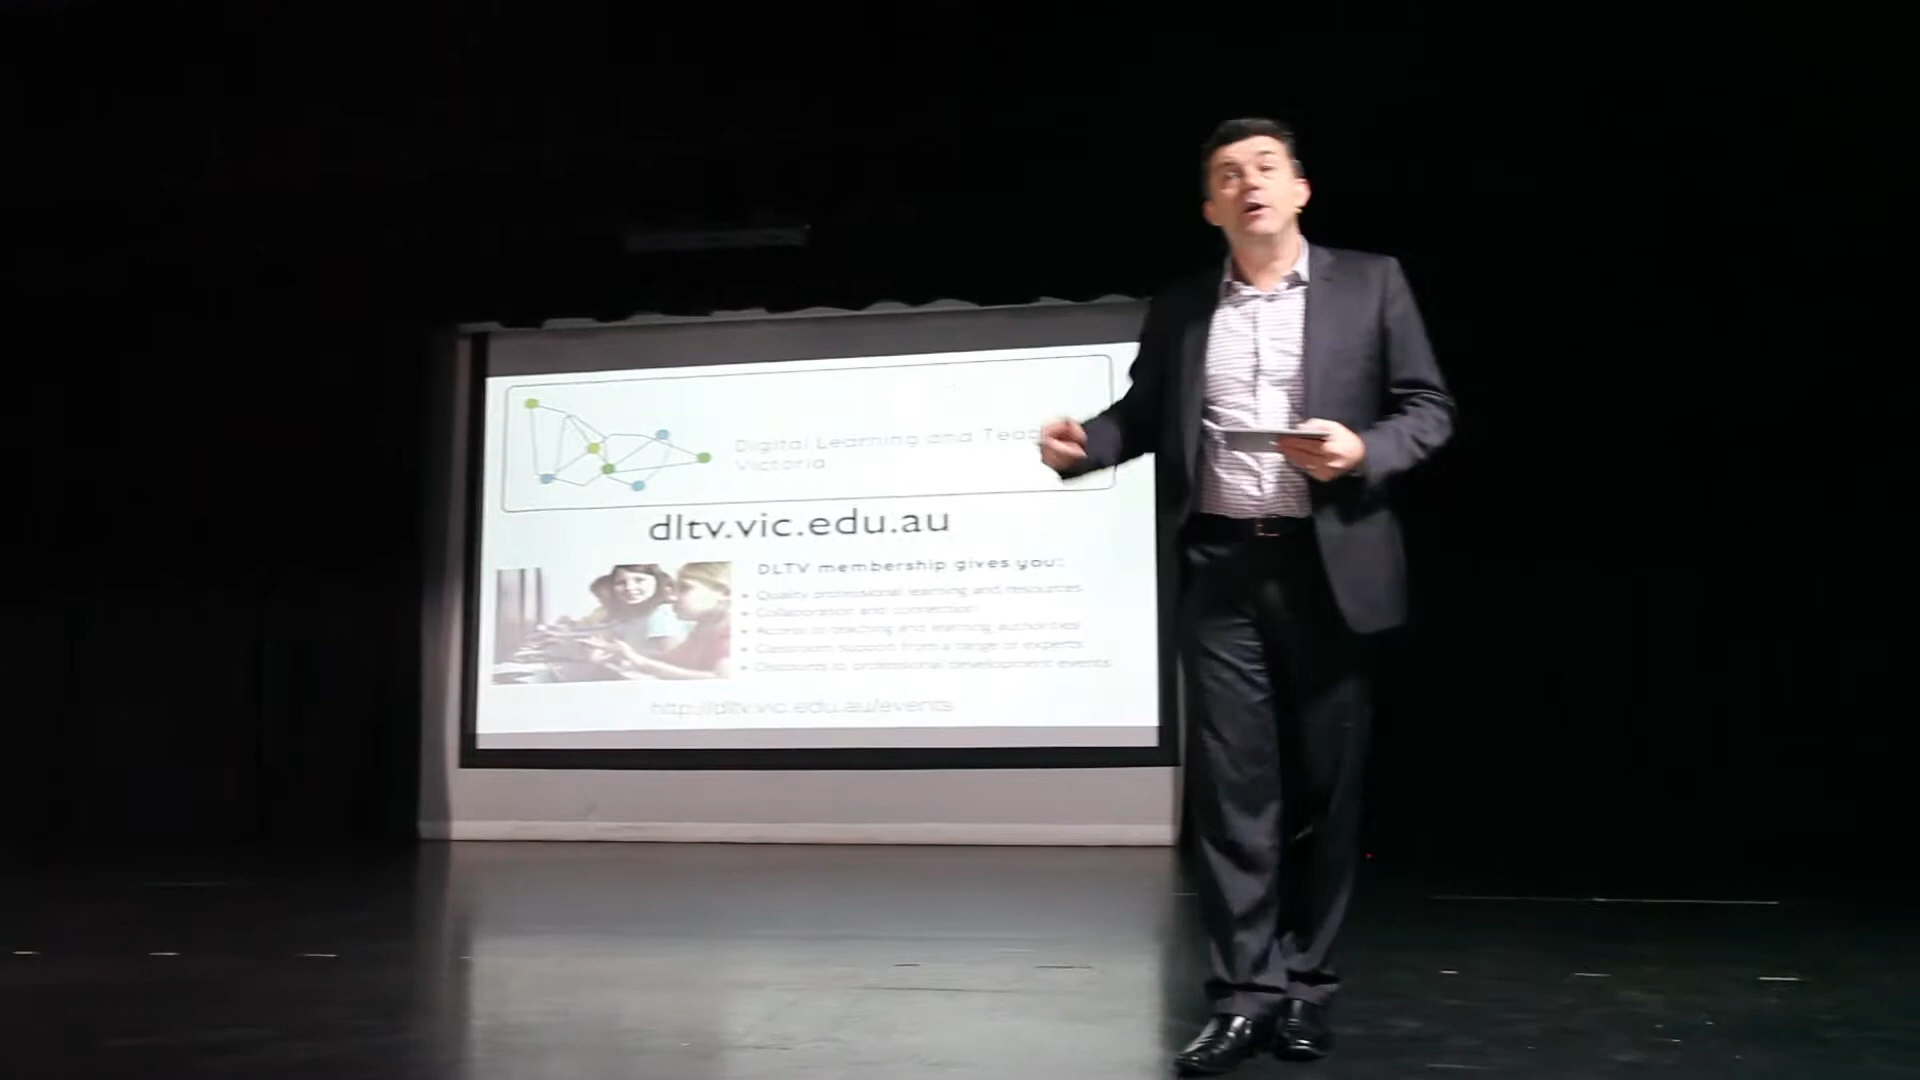 Digital Learning and Teac
Victoria
dltv.vic.edu.au
DLTV membership gives you:
• Quality professional learning and resources
• Collaboration and connection
• Access to teaching and learning authorities
• Classroom support from a range of experts
• Discounts to professional development events
http://dltv.vic.edu.au/events